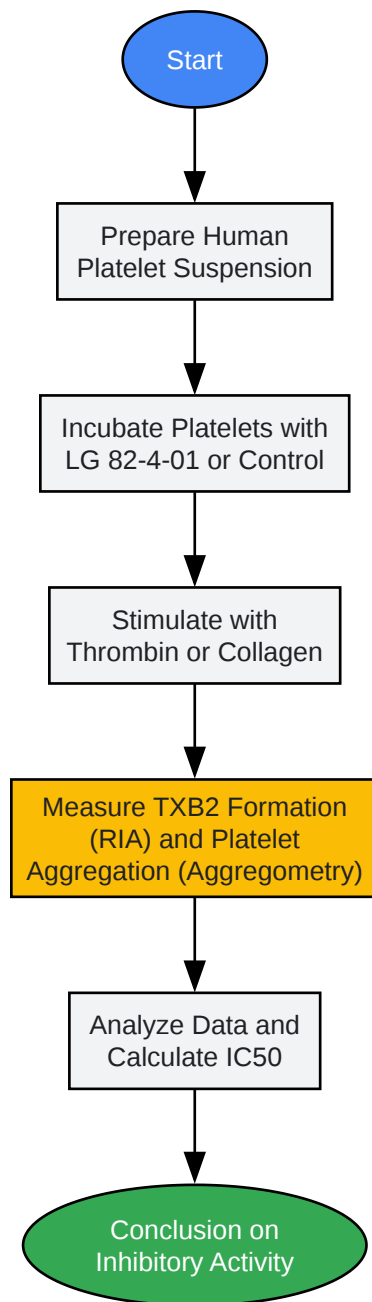 Start
Prepare Human
Platelet Suspension
Incubate Platelets with
LG 82-4-01 or Control
Stimulate with
Thrombin or Collagen
Measure TXB2 Formation
(RIA) and Platelet
Aggregation (Aggregometry)
Analyze Data and
Calculate IC50
Conclusion on
Inhibitory Activity